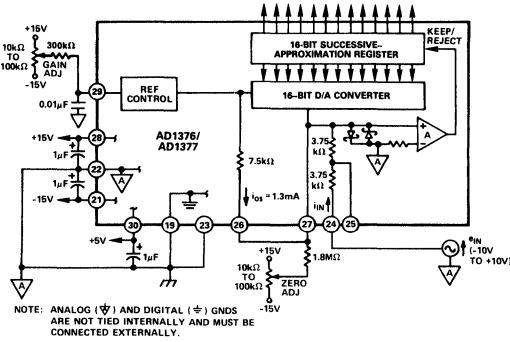 +15V
10kΩ
TO
100kΩ
-15V
300kΩ
GAIN
ADJ
0.01μF
29
REF
CONTROL
16-BIT SUCCESSIVE-
APPROXIMATION REGISTER
16-BIT D/A CONVERTER
KEEP/
REJECT
AD1376/
AD1377
+15V
28
1μF
22
A
1μF
-15V
21
7.5kΩ
iOS = 1.3mA
3.75
kΩ
3.75
kΩ
iIN
+
-
A
A
30
19
23
26
27
24
25
+5V
1μF
A
+15V
10kΩ
TO
100kΩ
-15V
ZERO
ADJ
1.8MΩ
eIN
(-10V
TO +10V)
A
NOTE: ANALOG (A) AND DIGITAL (⏚) GNDS
ARE NOT TIED INTERNALLY AND MUST BE
CONNECTED EXTERNALLY.